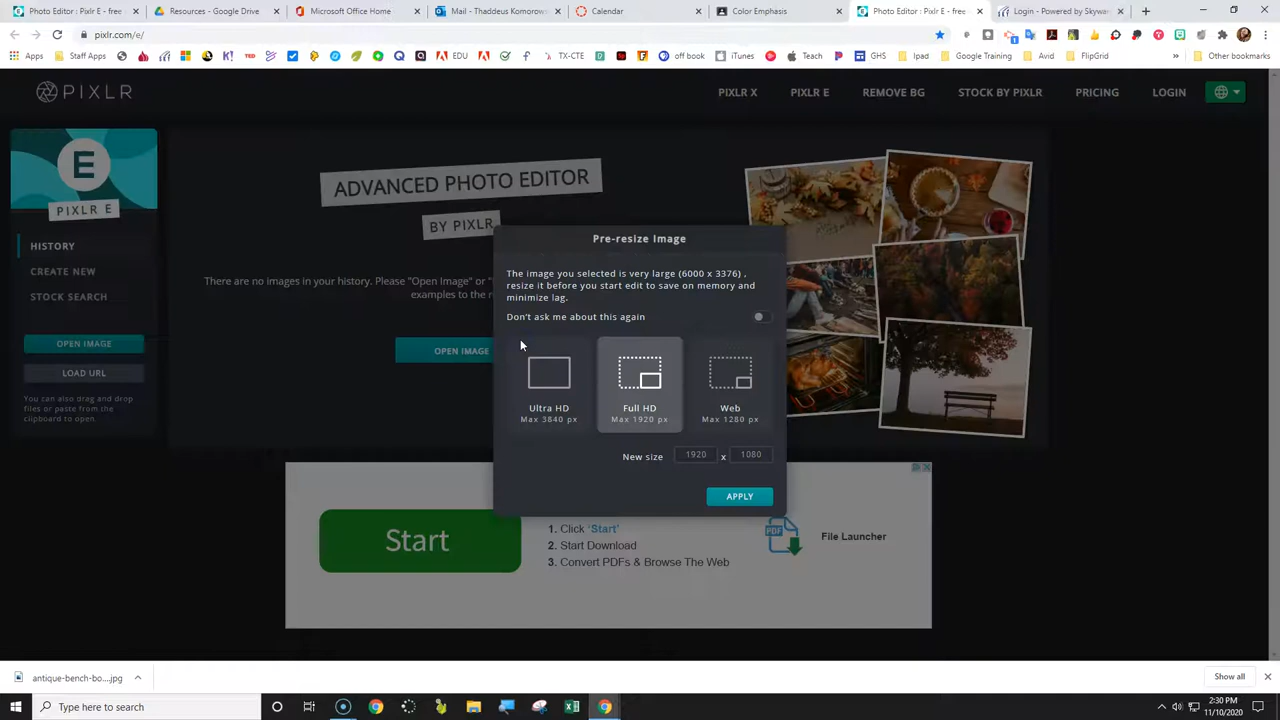 Photo Editor : Pixlr E - free
Resources - Google Drive
Microsoft Office Home
Mail - Thaddeus Komorow
Calendar
Color Emphasis
Photo Editor : Pixlr E - free
Login - Powered by Skywa
pixlr.com/e/
Apps
Staff Apps
K!
TED
EDU
TX-CTE
off book
iTunes
Teach
GHS
Ipad
Google Training
Avid
FlipGrid
»
Other bookmarks
PIXLR
PIXLR X
PIXLR E
REMOVE BG
STOCK BY PIXLR
PRICING
LOGIN
E
PIXLR E
HISTORY
CREATE NEW
STOCK SEARCH
OPEN IMAGE
LOAD URL
You can also drag and drop
files or paste from the
clipboard to open.
ADVANCED PHOTO EDITOR
BY PIXLR
There are no images in your history. Please "Open Image" or "
examples to the r
OPEN IMAGE
Pre-resize Image
The image you selected is very large (6000 x 3376) ,
resize it before you start edit to save on memory and
minimize lag.
Don't ask me about this again
Ultra HD
Max 3840 px
Full HD
Max 1920 px
Web
Max 1280 px
New size 1920 x 1080
APPLY
Start
1. Click 'Start'
2. Start Download
3. Convert PDFs & Browse The Web
PDF
File Launcher
antique-bench-bo....jpg
Show all
Type here to search
2:30 PM
11/10/2020